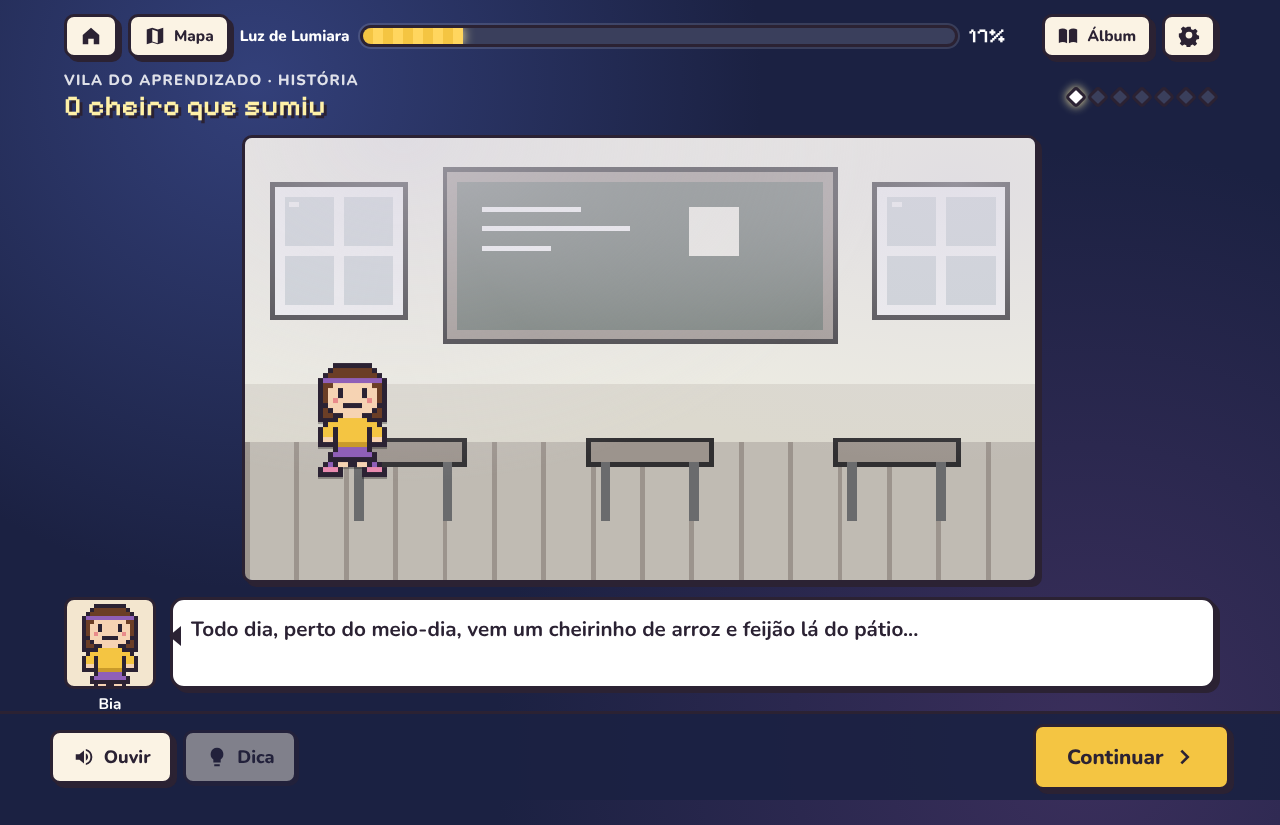 Mapa
Luz de Lumiara
17%
Álbum
VILA DO APRENDIZADO · HISTÓRIA
O cheiro que sumiu
Todo dia, perto do meio-dia, vem um cheirinho de arroz e feijão lá do pátio...
Bia
Ouvir
Dica
Continuar